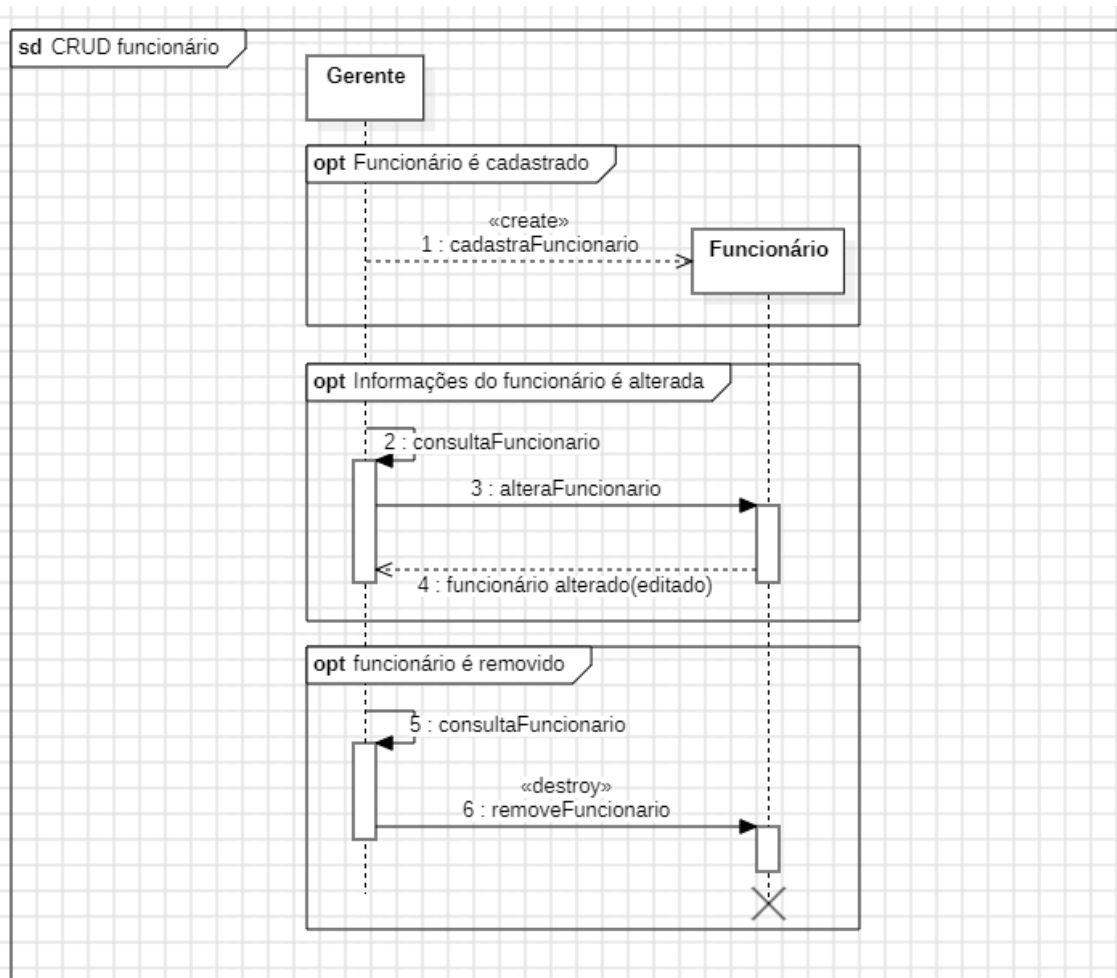 sd CRUD funcionário
Gerente
opt Funcionário é cadastrado
«create»
1 : cadastraFuncionario
Funcionário
opt Informações do funcionário é alterada
2 : consultaFuncionario
3 : alteraFuncionario
4 : funcionário alterado(editado)
opt funcionário é removido
5 : consultaFuncionario
«destroy»
6 : removeFuncionario